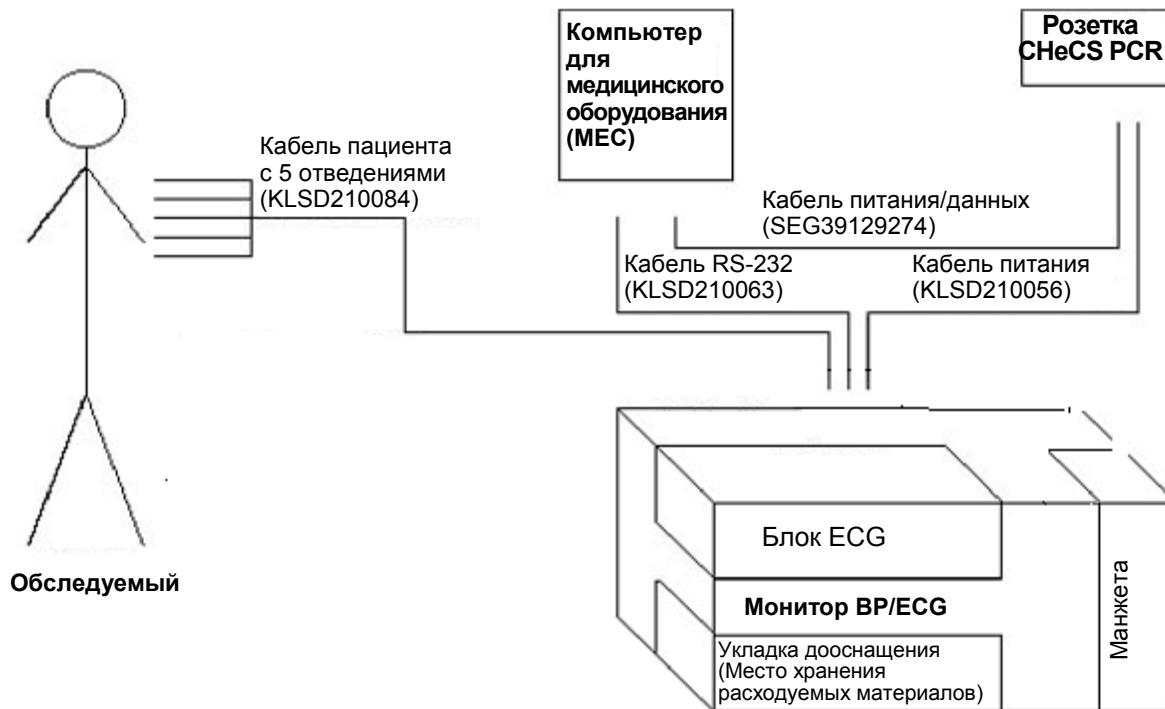 Компьютер
для
медицинского
оборудования
(МЕС)
Розетка
CHeCS PCR
Кабель пациента
с 5 отведениями
(KLSD210084)
Кабель питания/данных
(SEG39129274)
Кабель RS-232
(KLSD210063)
Кабель питания
(KLSD210056)
Обследуемый
Блок ECG
Монитор BP/ECG
Укладка дооснащения
(Место хранения
расходуемых материалов)
Манжета